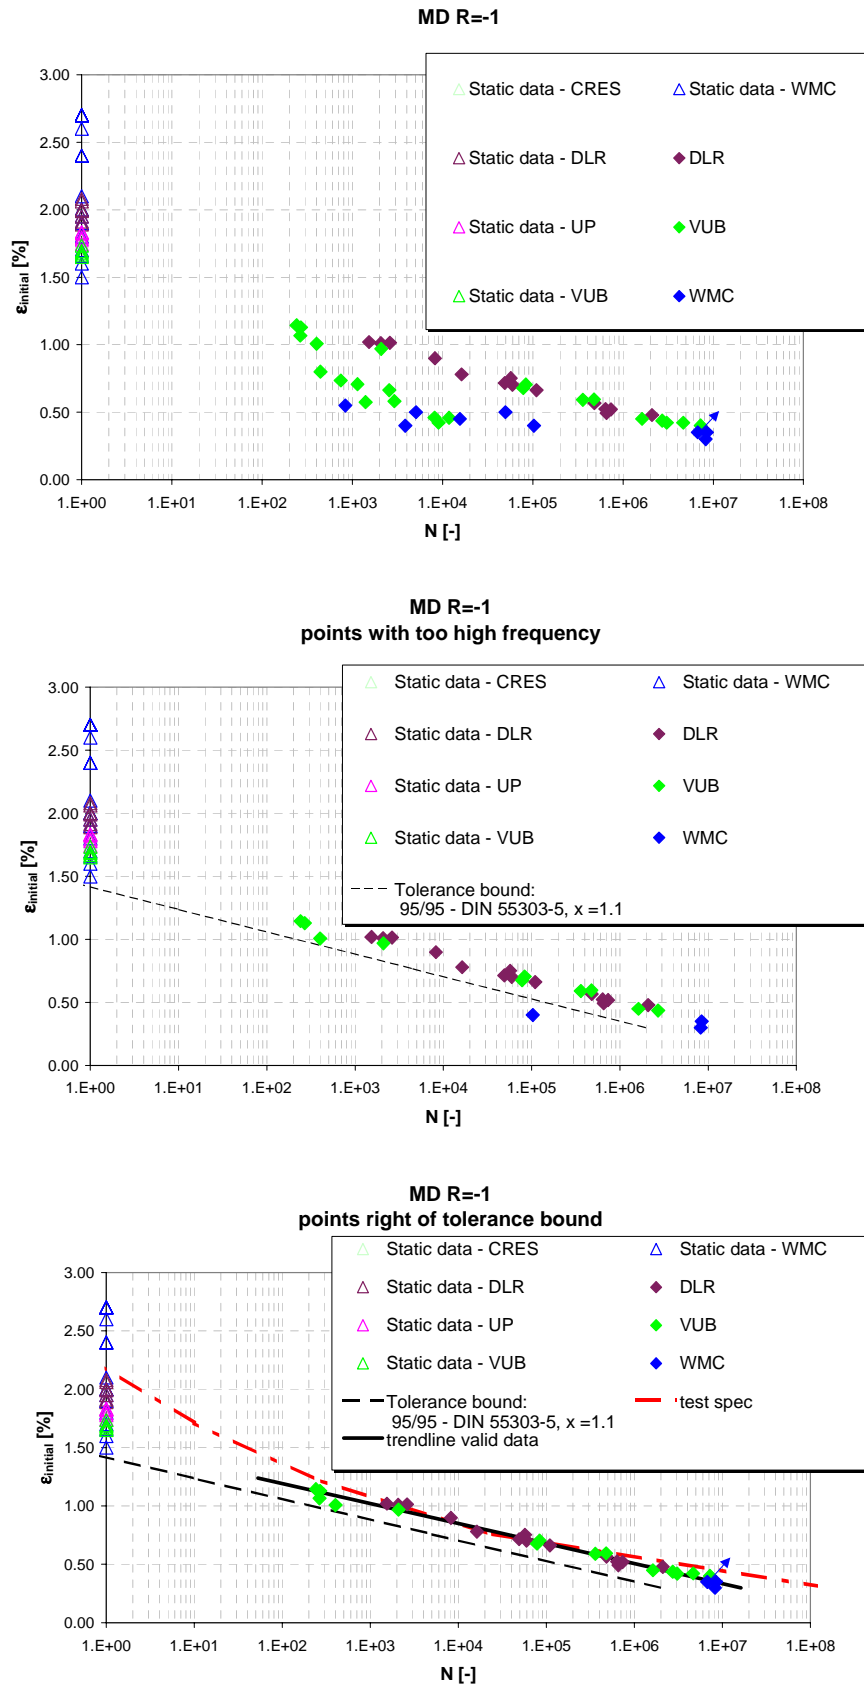 MD R=-1
Static data - CRES
Static data - WMC
Static data - DLR
DLR
Static data - UP
VUB
Static data - VUB
WMC
3.00
2.50
2.00
1.50
1.00
0.50
0.00
εinitial [%]
1.E+00 1.E+01 1.E+02 1.E+03 1.E+04 1.E+05 1.E+06 1.E+07 1.E+08
N [-]
MD R=-1
points with too high frequency
Static data - CRES
Static data - WMC
Static data - DLR
DLR
Static data - UP
VUB
Static data - VUB
WMC
Tolerance bound:
95/95 - DIN 55303-5, x =1.1
3.00
2.50
2.00
1.50
1.00
0.50
0.00
εinitial [%]
1.E+00 1.E+01 1.E+02 1.E+03 1.E+04 1.E+05 1.E+06 1.E+07 1.E+08
N [-]
MD R=-1
points right of tolerance bound
Static data - CRES
Static data - WMC
Static data - DLR
DLR
Static data - UP
VUB
Static data - VUB
WMC
Tolerance bound:
95/95 - DIN 55303-5, x =1.1
test spec
trendline valid data
3.00
2.50
2.00
1.50
1.00
0.50
0.00
εinitial [%]
1.E+00 1.E+01 1.E+02 1.E+03 1.E+04 1.E+05 1.E+06 1.E+07 1.E+08
N [-]